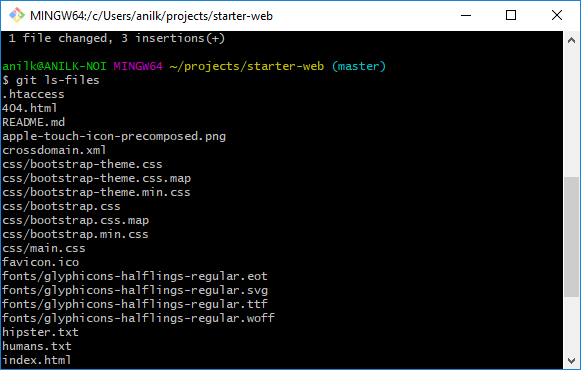 MINGW64:/c/Users/anilk/projects/starter-web
1 file changed, 3 insertions(+)
anilk@ANILK-NOI MINGW64 ~/projects/starter-web (master)
$ git ls-files
.htaccess
404.html
README.md
apple-touch-icon-precomposed.png
crossdomain.xml
css/bootstrap-theme.css
css/bootstrap-theme.css.map
css/bootstrap-theme.min.css
css/bootstrap.css
css/bootstrap.css.map
css/bootstrap.min.css
css/main.css
favicon.ico
fonts/glyphicons-halflings-regular.eot
fonts/glyphicons-halflings-regular.svg
fonts/glyphicons-halflings-regular.ttf
fonts/glyphicons-halflings-regular.woff
hipster.txt
humans.txt
index.html